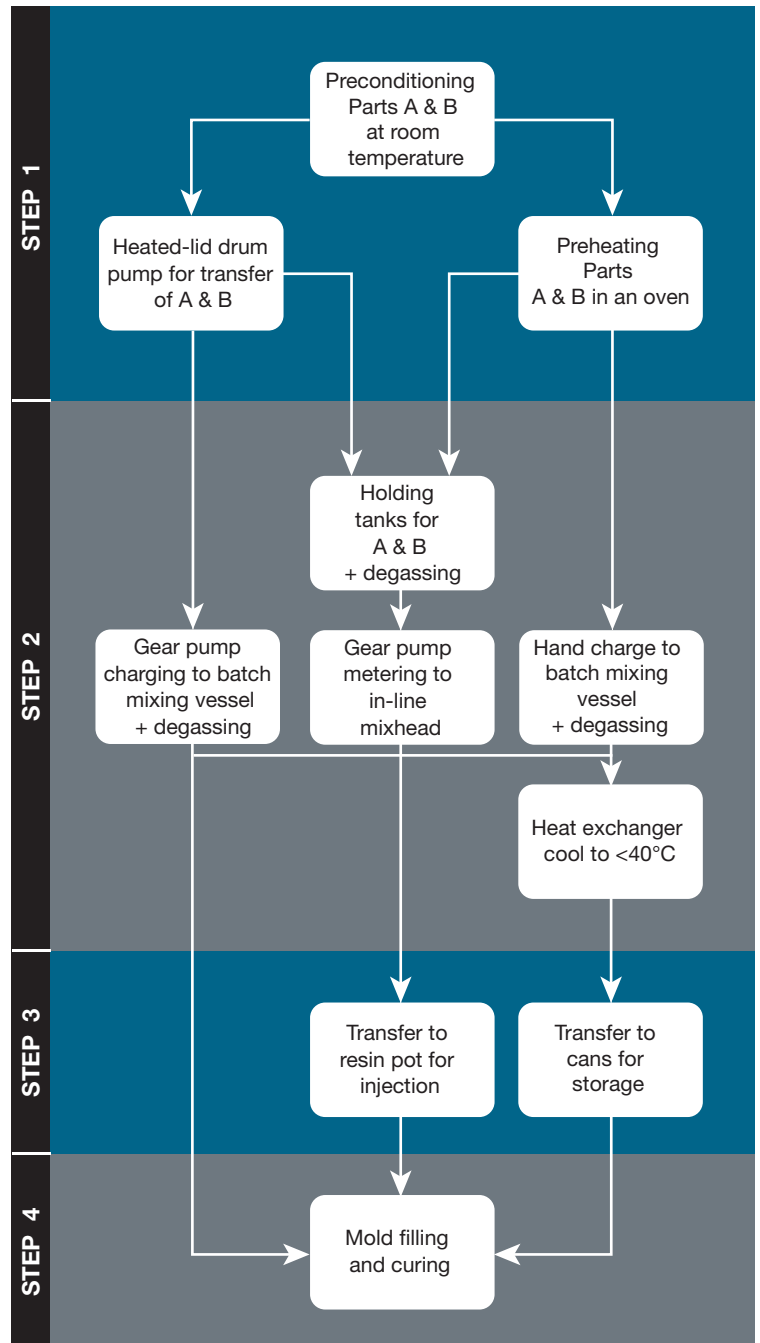 STEP 1
Preconditioning
Parts A & B
at room
temperature
Heated-lid drum
pump for transfer
of A & B
Preheating
Parts
A & B in an oven
STEP 2
Holding
tanks for
A & B
+ degassing
Gear pump
charging to batch
mixing vessel
+ degassing
Gear pump
metering to
in-line
mixhead
Hand charge to
batch mixing
vessel
+ degassing
Heat exchanger
cool to <40°C
STEP 3
Transfer to
resin pot for
injection
Transfer to
cans for
storage
STEP 4
Mold filling
and curing